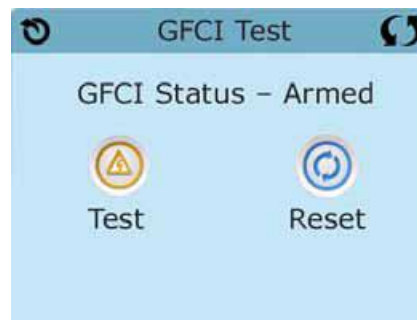 GFCI Test
GFCI Status – Armed
Test
Reset